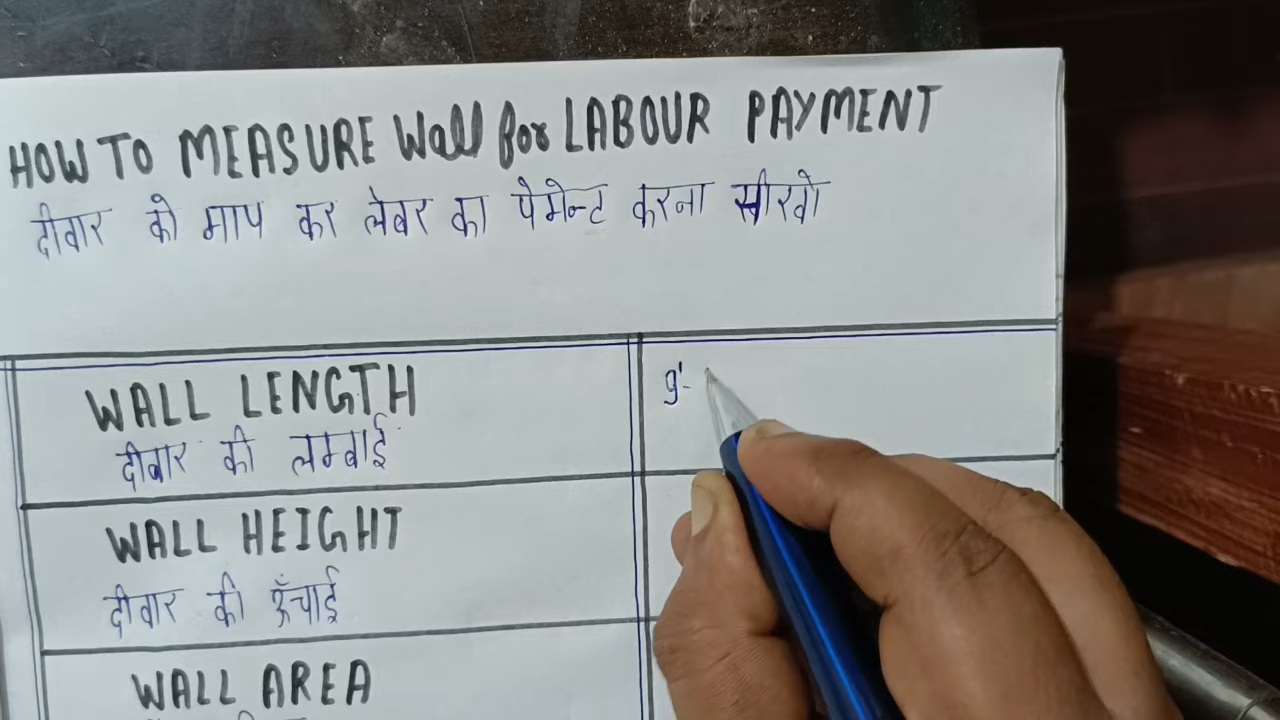 HOW TO MEASURE Wall for LABOUR PAYMENT
दीवार को माप कर लेबर का पेमेन्ट करना सीखो
WALL LENGTH
9'-
दीवार की लम्बाई
WALL HEIGHT
दीवार की ऊँचाई
WALL AREA